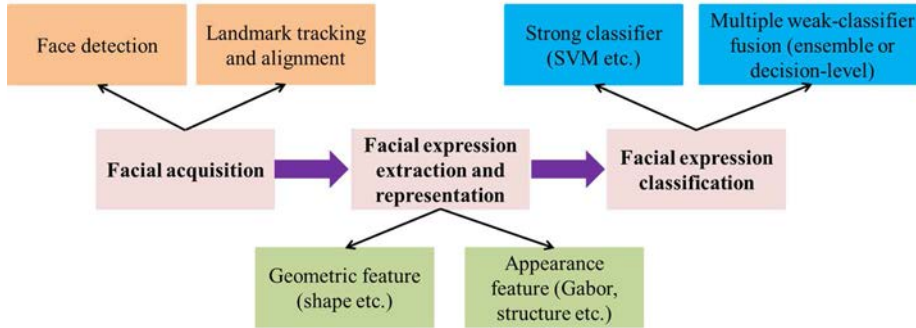 Face detection
Landmark tracking
and alignment
Strong classifier
(SVM etc.)
Multiple weak-classifier
fusion (ensemble or
decision-level)
Facial acquisition
Facial expression
extraction and
representation
Facial expression
classification
Geometric feature
(shape etc.)
Appearance
feature (Gabor,
structure etc.)